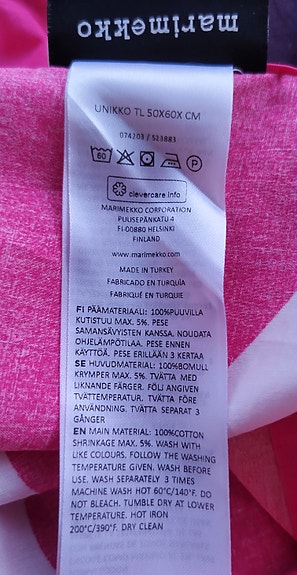 marimekko
UNIKKO TL 50X60X CM
074203 / 523883
60
P
clevercare.info
MARIMEKKO CORPORATION
PUUSEPÄNKATU 4
FI-00880 HELSINKI
FINLAND
www.marimekko.com
MADE IN TURKEY
FABRICADO EN TURQUÍA
FABRIQUÉ EN TURQUIE
FI PÄÄMATERIAALI: 100%PUUVILLA
KUTISTUU MAX. 5%. PESE
SAMANSÄVYISTEN KANSSA. NOUDATA
OHJELÄMPÖTILAA. PESE ENNEN
KÄYTTÖÄ. PESE ERILLÄÄN 3 KERTAA
SE HUVUDMATERIAL: 100%BOMULL
KRYMPER MAX. 5%. TVÄTTA MED
LIKNANDE FÄRGER. FÖLJ ANGIVEN
TVÄTTEMPERATUR. TVÄTTA FÖRE
ANVÄNDNING. TVÄTTA SEPARAT 3
GÅNGER
EN MAIN MATERIAL: 100%COTTON
SHRINKAGE MAX. 5%. WASH WITH
LIKE COLOURS. FOLLOW THE WASHING
TEMPERATURE GIVEN. WASH BEFORE
USE. WASH SEPARATELY 3 TIMES
MACHINE WASH HOT 60°C/140°F. DO
NOT BLEACH. TUMBLE DRY AT LOWER
TEMPERATURE. HOT IRON
200°C/390°F. DRY CLEAN